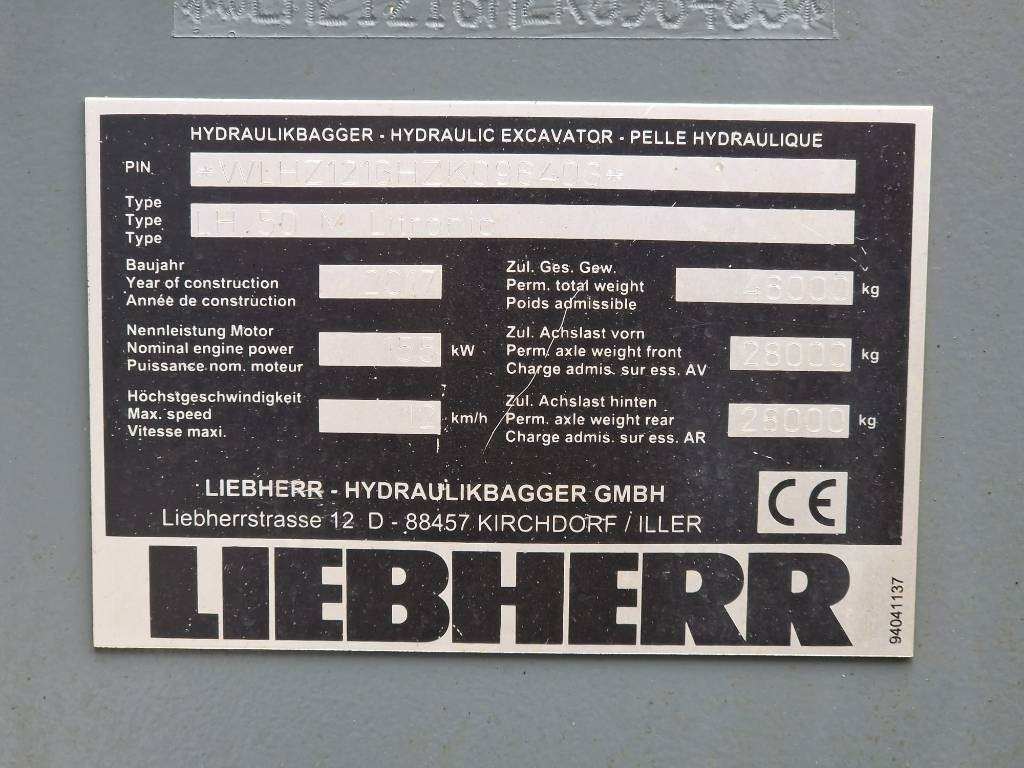 HYDRAULIKBAGGER - HYDRAULIC EXCAVATOR - PELLE HYDRAULIQUE
PIN
Type
Type LH 50 M Litronic
Type
Baujahr
Year of construction 2017
Année de construction
Nennleistung Motor
Nominal engine power kW
Puissance nom. moteur
Höchstgeschwindigkeit
Max. speed 12 km/h
Vitesse maxi.
Zul. Ges. Gew.
Perm. total weight 46000 kg
Poids admissible
Zul. Achslast vorn
Perm. axle weight front 28000 kg
Charge admis. sur ess. AV
Zul. Achslast hinten
Perm. axle weight rear 28000 kg
Charge admis. sur ess. AR
LIEBHERR - HYDRAULIKBAGGER GMBH
Liebherrstrasse 12 D - 88457 KIRCHDORF / ILLER
CE
LIEBHERR
94041137